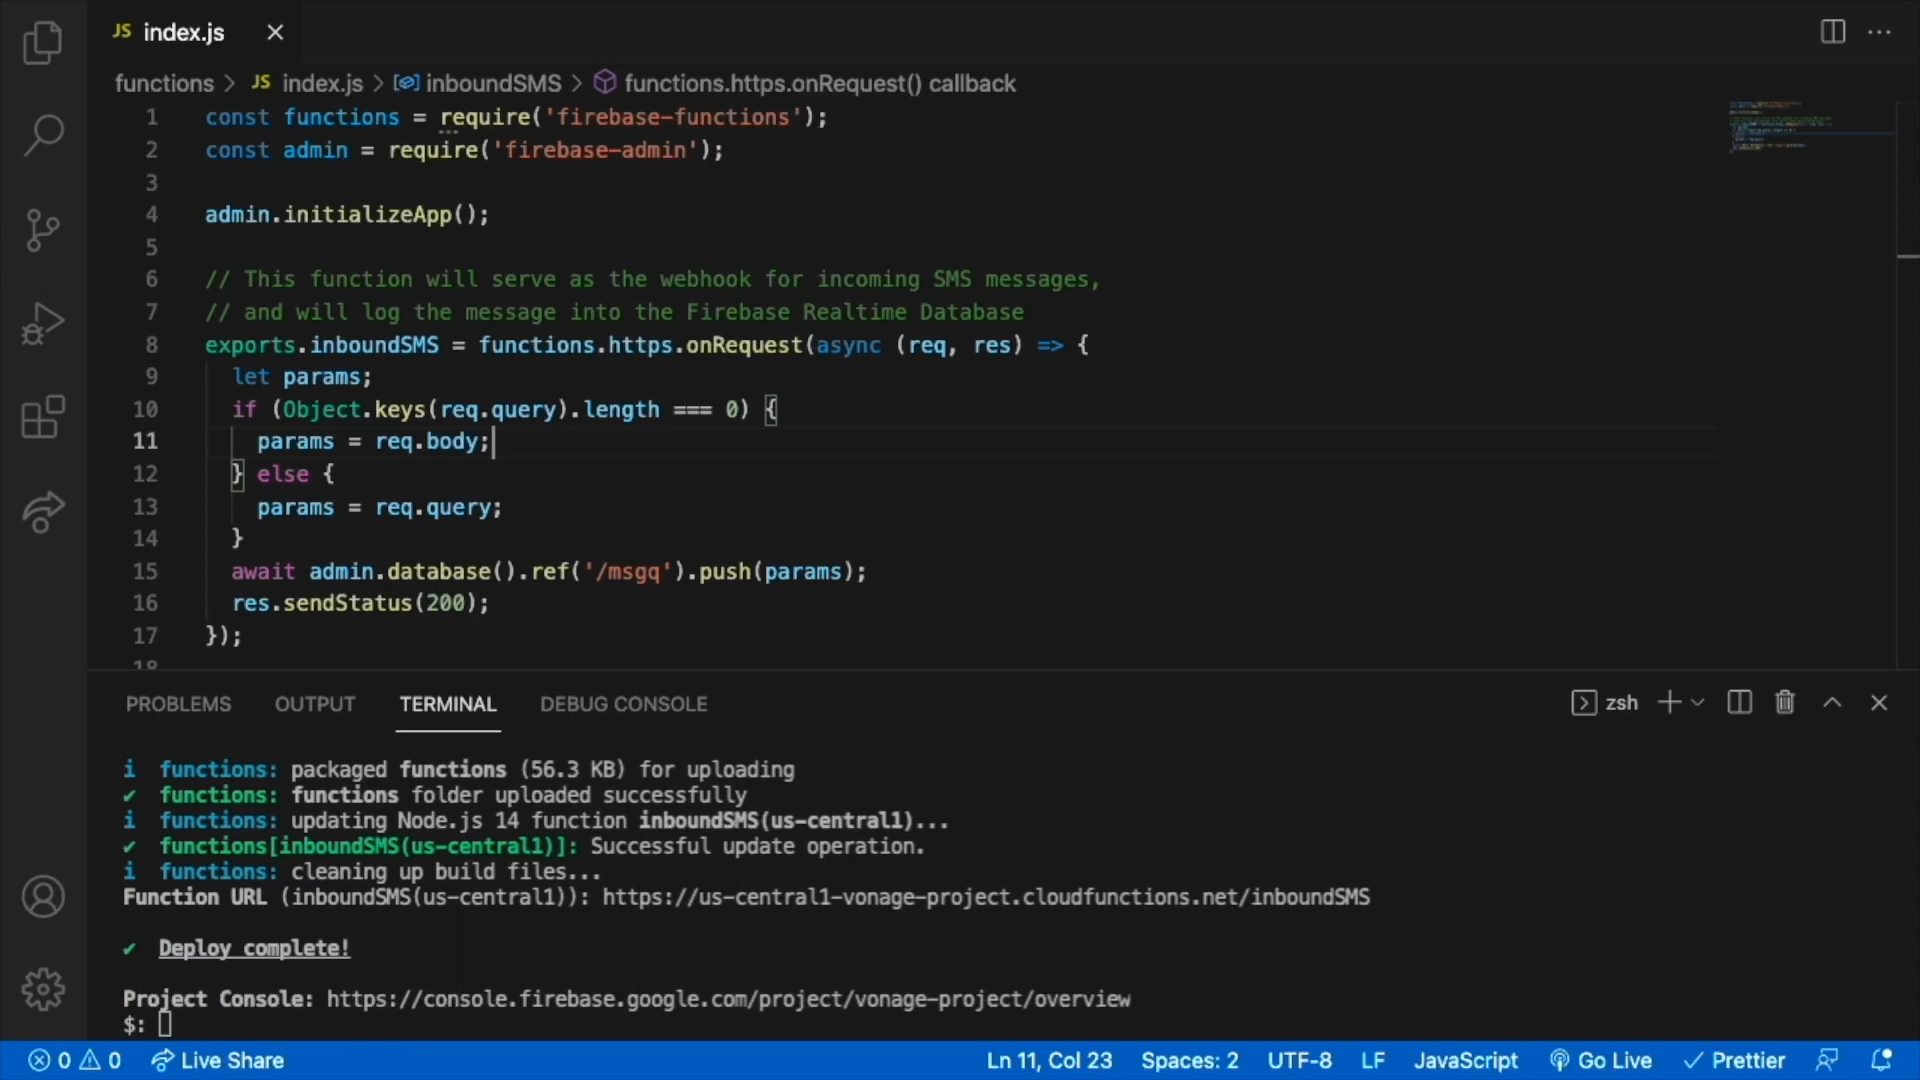 JS index.js
functions > JS index.js > inboundSMS > functions.https.onRequest() callback
1 const functions = require('firebase-functions');
2 const admin = require('firebase-admin');
3
4 admin.initializeApp();
5
6 // This function will serve as the webhook for incoming SMS messages,
7 // and will log the message into the Firebase Realtime Database
8 exports.inboundSMS = functions.https.onRequest(async (req, res) => {
9 let params;
10 if (Object.keys(req.query).length === 0) {
11 params = req.body;
12 } else {
13 params = req.query;
14 }
15 await admin.database().ref('/msgq').push(params);
16 res.sendStatus(200);
17 });
18
PROBLEMS OUTPUT TERMINAL DEBUG CONSOLE zsh
i functions: packaged functions (56.3 KB) for uploading
✔ functions: functions folder uploaded successfully
i functions: updating Node.js 14 function inboundSMS(us-central1)...
✔ functions[inboundSMS(us-central1)]: Successful update operation.
i functions: cleaning up build files...
Function URL (inboundSMS(us-central1)): https://us-central1-vonage-project.cloudfunctions.net/inboundSMS
✔ Deploy complete!
Project Console: https://console.firebase.google.com/project/vonage-project/overview
$:
0 0 Live Share Ln 11, Col 23 Spaces: 2 UTF-8 LF JavaScript Go Live Prettier